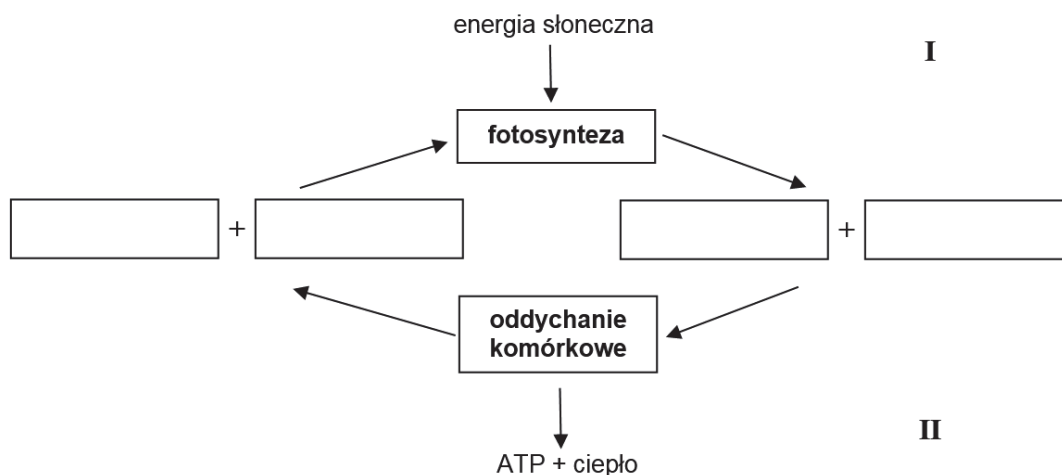 energia słoneczna
I
fotosynteza
+
+
oddychanie
komórkowe
II
ATP + ciepło